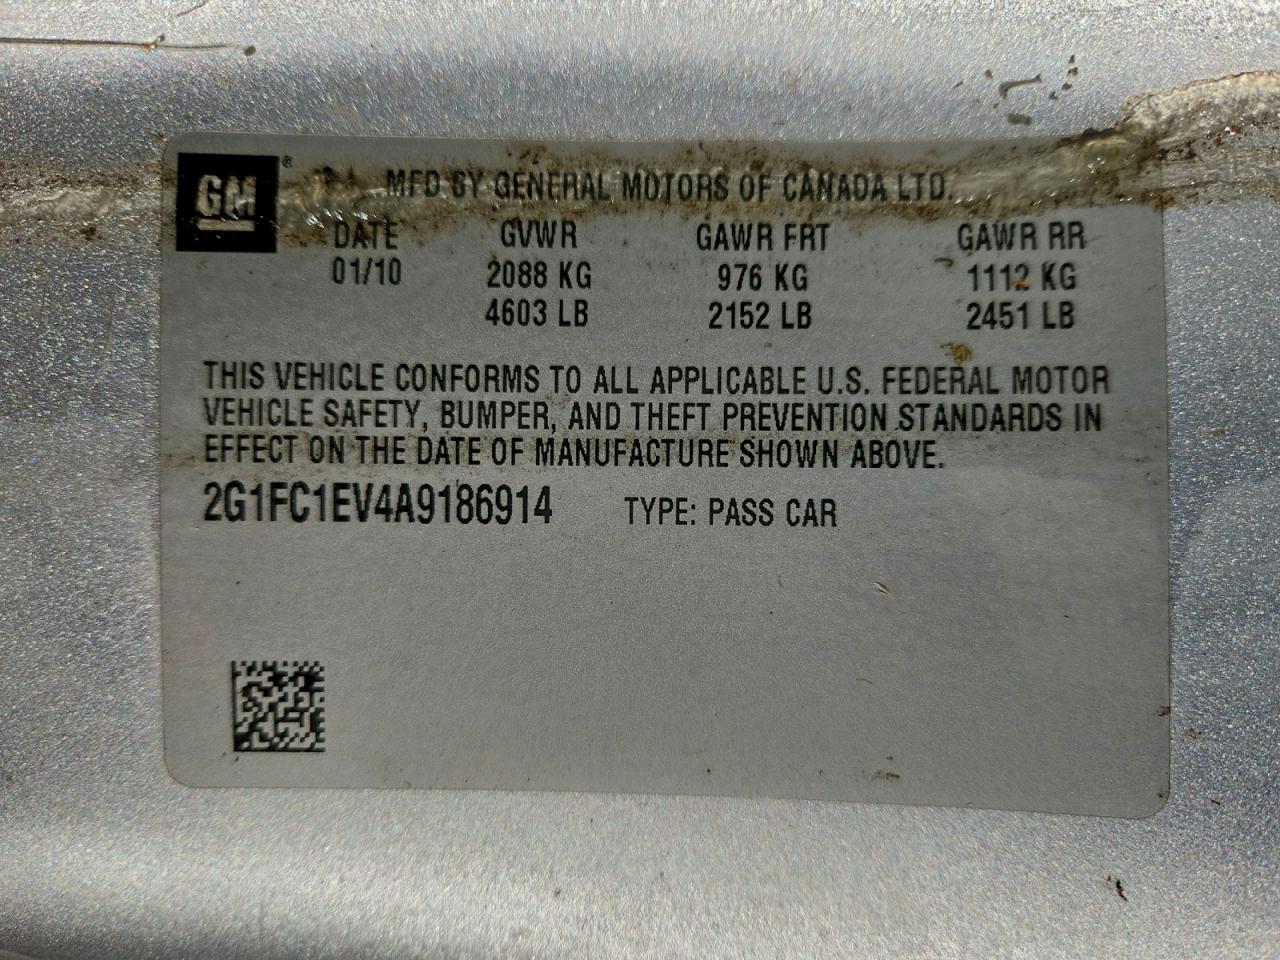 GM®
MFD BY GENERAL MOTORS OF CANADA LTD.
DATE GVWR GAWR FRT GAWR RR
01/10 2088 KG 976 KG 1112 KG
4603 LB 2152 LB 2451 LB
THIS VEHICLE CONFORMS TO ALL APPLICABLE U.S. FEDERAL MOTOR
VEHICLE SAFETY, BUMPER, AND THEFT PREVENTION STANDARDS IN
EFFECT ON THE DATE OF MANUFACTURE SHOWN ABOVE.
2G1FC1EV4A9186914 TYPE: PASS CAR